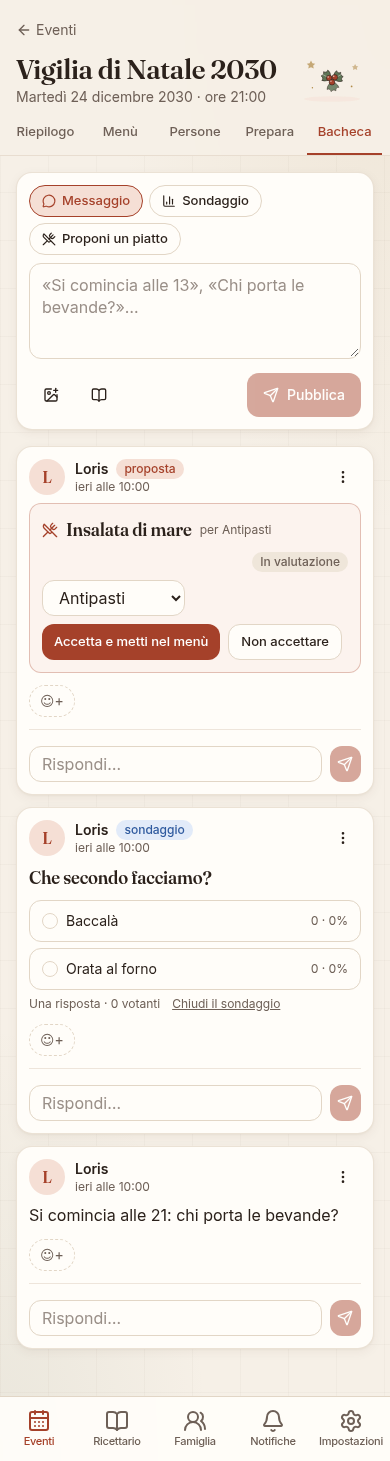 Eventi
Vigilia di Natale 2030
Martedì 24 dicembre 2030 · ore 21:00
Riepilogo Menù Persone Prepara Bacheca
Messaggio Sondaggio
Proponi un piatto
«Si comincia alle 13», «Chi porta le
bevande?»...
Pubblica
L Loris proposta
ieri alle 10:00
Insalata di mare per Antipasti
In valutazione
Antipasti
Accetta e metti nel menù Non accettare
+
Rispondi...
L Loris sondaggio
ieri alle 10:00
Che secondo facciamo?
Baccalà 0 · 0%
Orata al forno 0 · 0%
Una risposta · 0 votanti Chiudi il sondaggio
+
Rispondi...
L Loris
ieri alle 10:00
Si comincia alle 21: chi porta le bevande?
+
Rispondi...
Eventi Ricettario Famiglia Notifiche Impostazioni